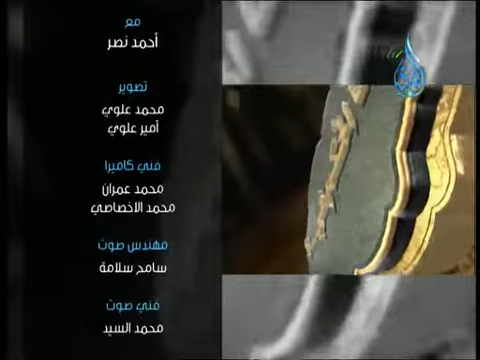 مع
أحمد نصر
تصوير
محمد علوي
أمير علوي
فني كاميرا
محمد عمران
محمد الاخصاصي
مهندس صوت
سامح سلامة
فني صوت
محمد السيد